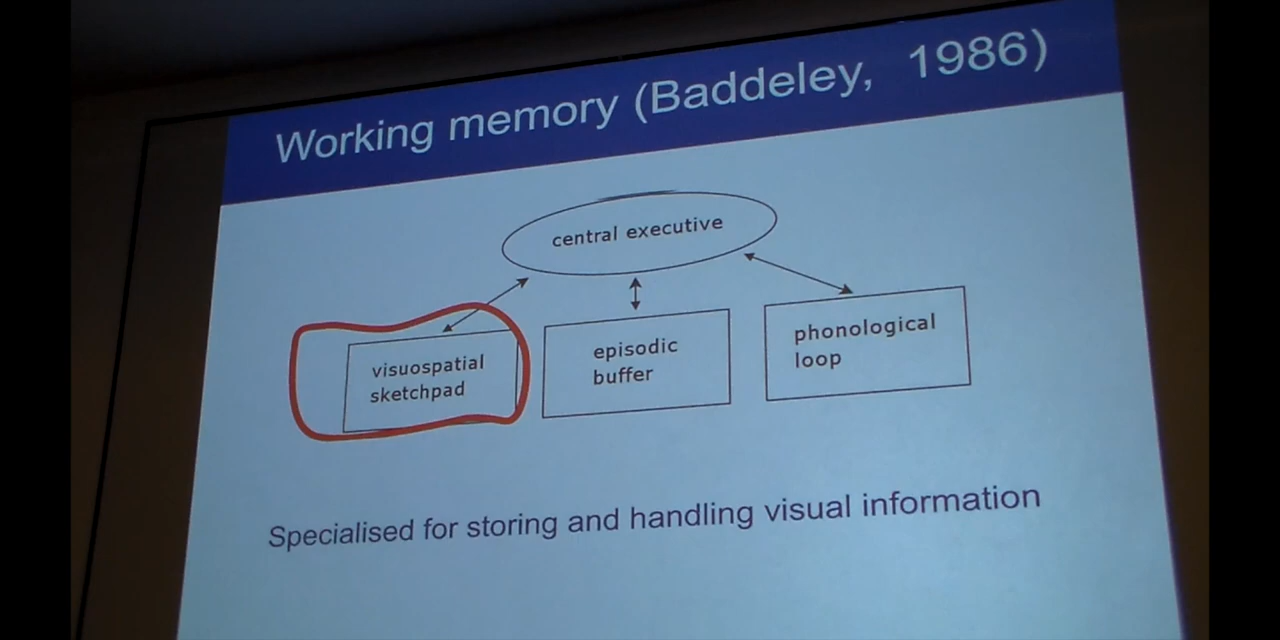 Working memory (Baddeley, 1986)
central executive
visuospatial
sketchpad
episodic
buffer
phonological
loop
Specialised for storing and handling visual information